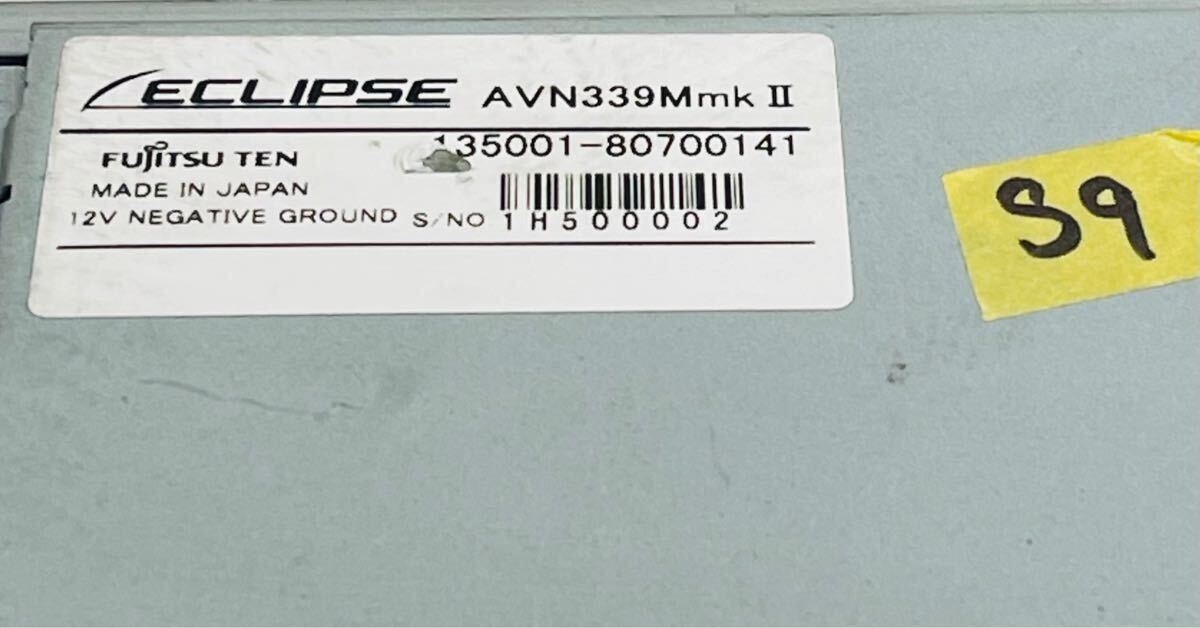 ECLIPSE AVN339Mmk II
FUJITSU TEN 135001-80700141
MADE IN JAPAN
12V NEGATIVE GROUND S/NO 1H500002
S9